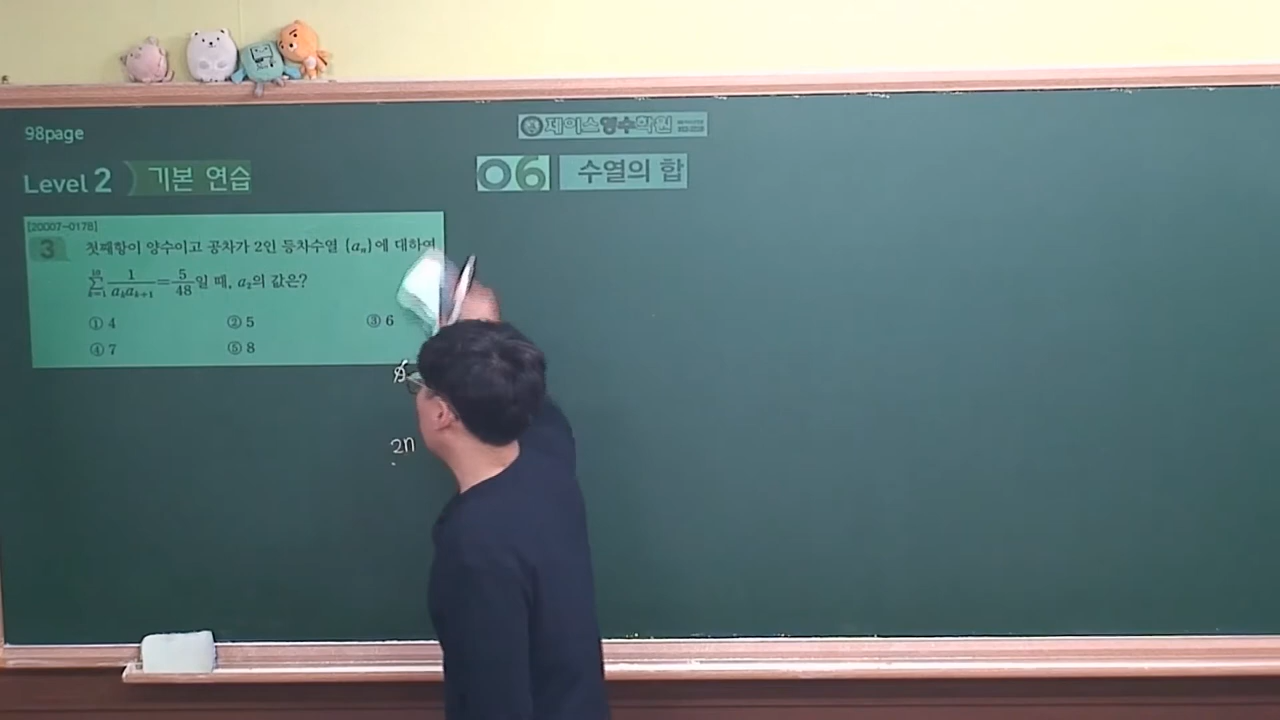 98page
제이스영수학원
Level 2 기본 연습
06 수열의 합
[20007-0178]
3 첫째항이 양수이고 공차가 2인 등차수열 {aₙ}에 대하여
∑ₖ₌₁¹⁰ 1/(aₖaₖ₊₁) = 5/48일 때, a₂의 값은?
① 4 ② 5 ③ 6
④ 7 ⑤ 8
2n